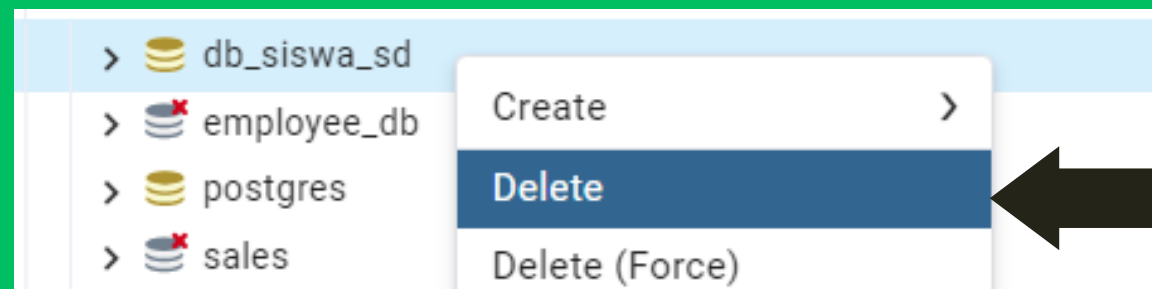 db_siswa_sd
employee_db
postgres
sales
Create
Delete
Delete (Force)